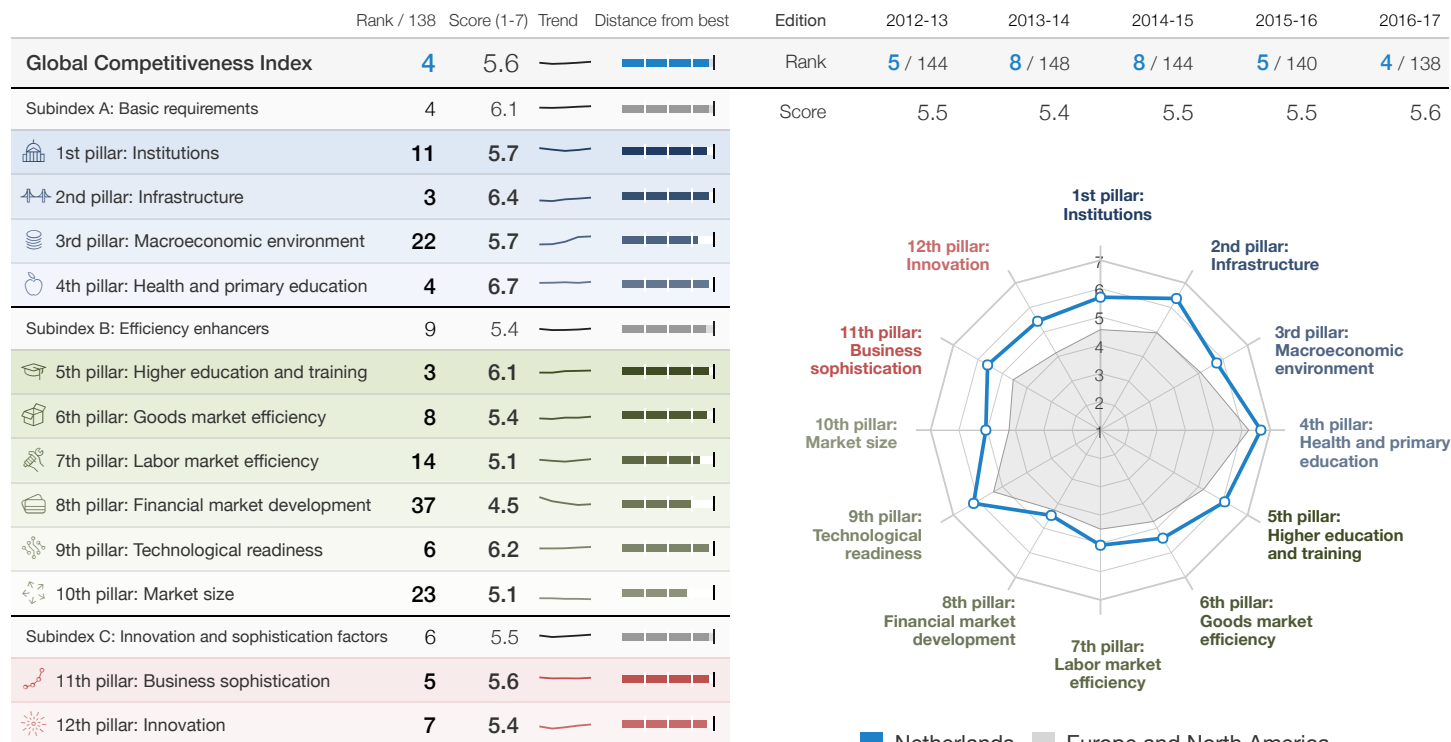 Rank / 138 Score (1-7) Trend Distance from best
Global Competitiveness Index 4 5.6
Subindex A: Basic requirements 4 6.1
1st pillar: Institutions 11 5.7
2nd pillar: Infrastructure 3 6.4
3rd pillar: Macroeconomic environment 22 5.7
4th pillar: Health and primary education 4 6.7
Subindex B: Efficiency enhancers 9 5.4
5th pillar: Higher education and training 3 6.1
6th pillar: Goods market efficiency 8 5.4
7th pillar: Labor market efficiency 14 5.1
8th pillar: Financial market development 37 4.5
9th pillar: Technological readiness 6 6.2
10th pillar: Market size 23 5.1
Subindex C: Innovation and sophistication factors 6 5.5
11th pillar: Business sophistication 5 5.6
12th pillar: Innovation 7 5.4
Edition 2012-13 2013-14 2014-15 2015-16 2016-17
Rank 5 / 144 8 / 148 8 / 144 5 / 140 4 / 138
Score 5.5 5.4 5.5 5.5 5.6
1st pillar:
Institutions
2nd pillar:
Infrastructure
3rd pillar:
Macroeconomic
environment
4th pillar:
Health and primary
education
5th pillar:
Higher education
and training
6th pillar:
Goods market
efficiency
7th pillar:
Labor market
efficiency
8th pillar:
Financial market
development
9th pillar:
Technological
readiness
10th pillar:
Market size
11th pillar:
Business
sophistication
12th pillar:
Innovation
7
6
5
4
3
2
1
Netherlands Europe and North America